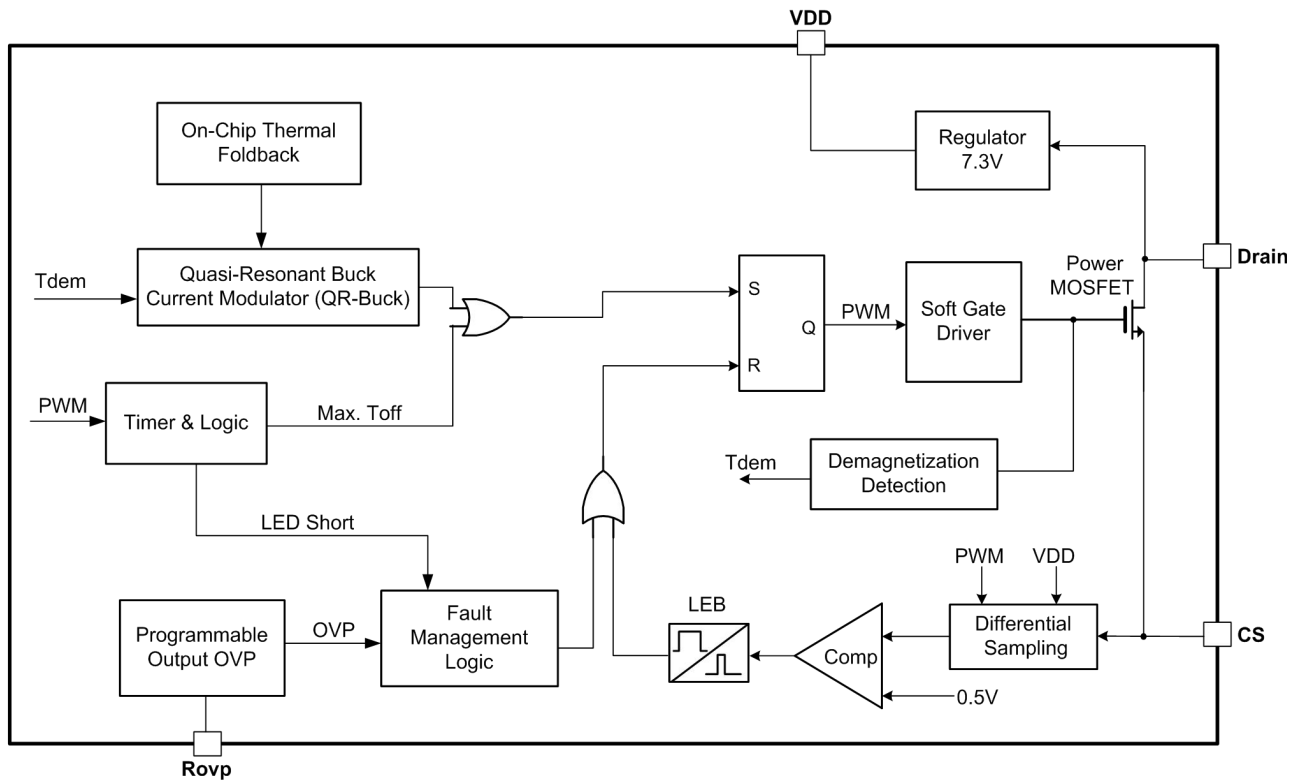 VDD
On-Chip Thermal
Foldback
Regulator
7.3V
Drain
Tdem
Quasi-Resonant Buck
Current Modulator (QR-Buck)
Power
MOSFET
S
Q
R
PWM
Soft Gate
Driver
PWM
Timer & Logic
Max. Toff
Tdem
Demagnetization
Detection
LED Short
PWM
VDD
Programmable
Output OVP
OVP
Fault
Management
Logic
LEB
Comp
Differential
Sampling
CS
0.5V
Rovp